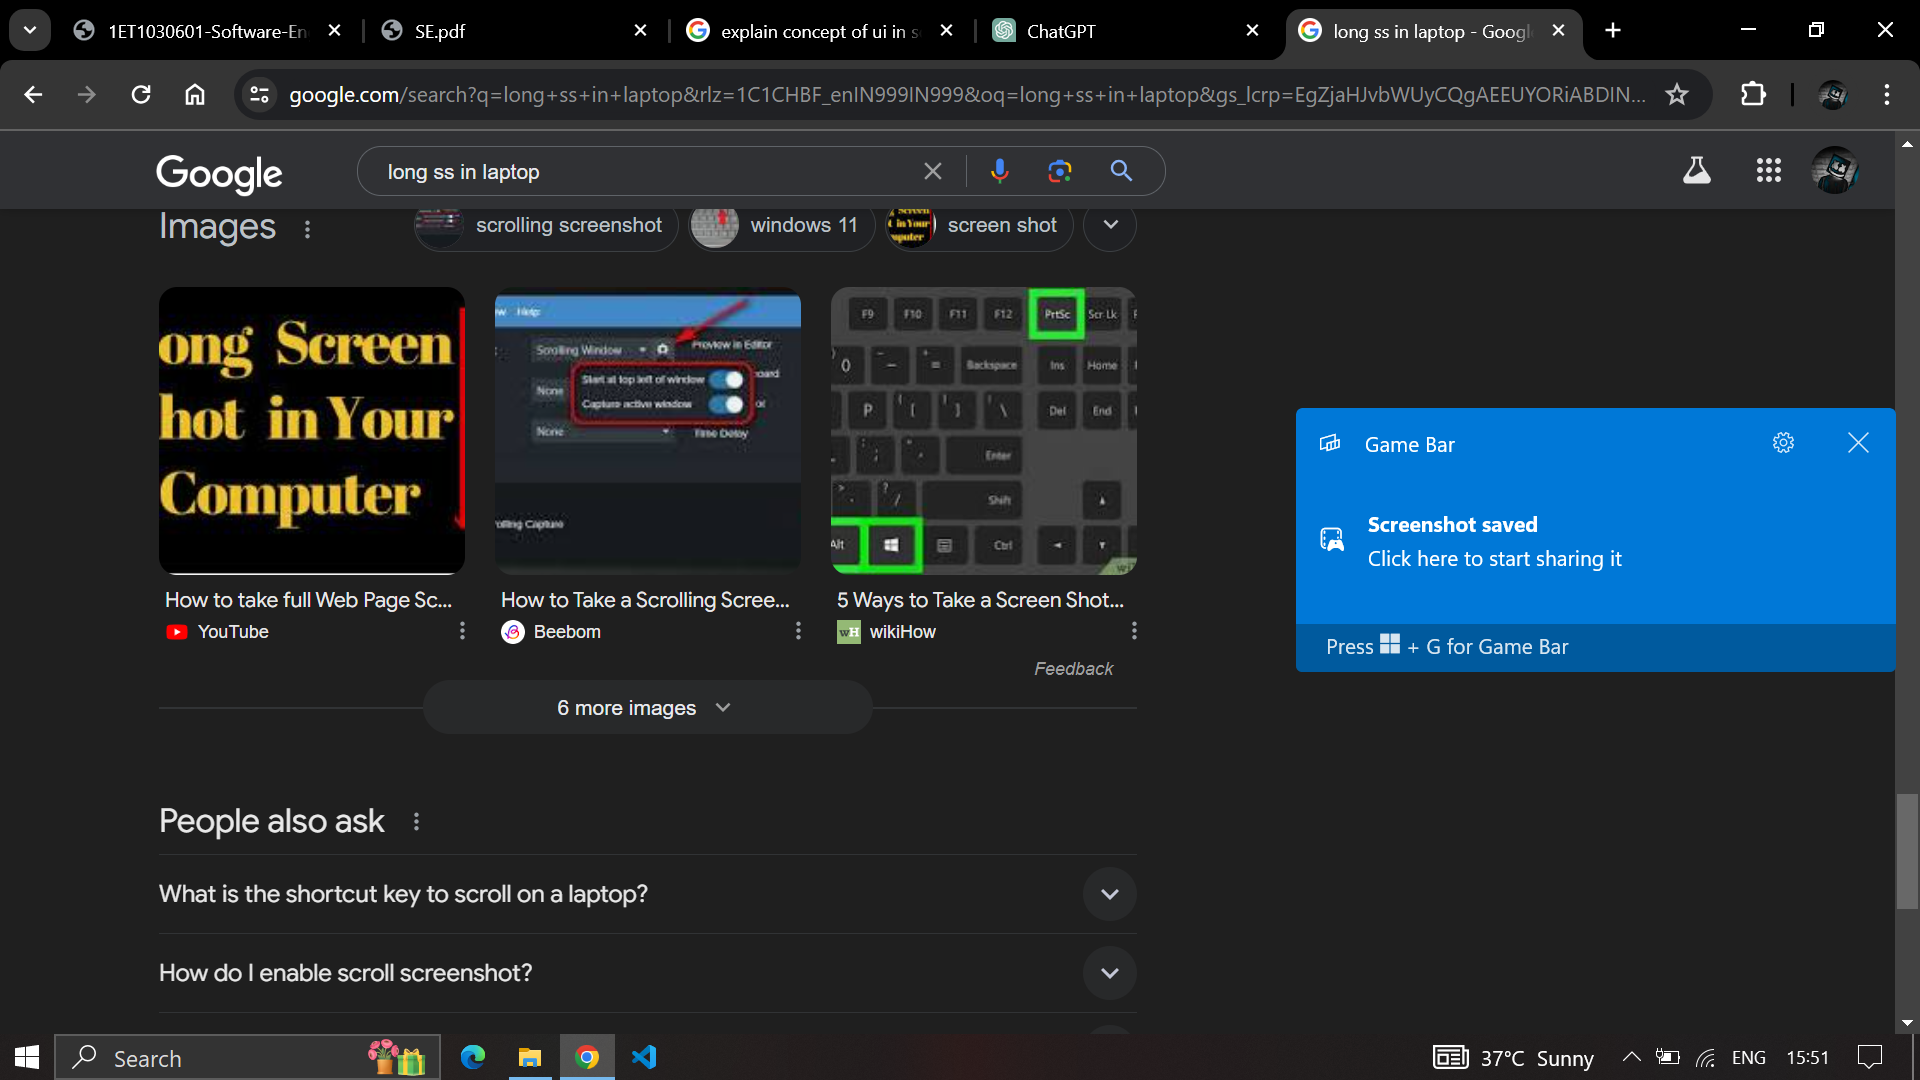 1ET1030601-Software-En
SE.pdf
explain concept of ui in s
ChatGPT
long ss in laptop - Googl
google.com/search?q=long+ss+in+laptop&rlz=1C1CHBF_enIN999IN999&oq=long+ss+in+laptop&gs_lcrp=EgZjaHJvbWUyCQgAEEUYORiABDIN...
Google
long ss in laptop
Images
scrolling screenshot
windows 11
screen shot
ong Screen
hot in Your
Computer
Help
Scrolling Window
Preview in Editor
Start at top left of window
None
Capture active window
None
Time Delay
olling Capture
F9 F10 F11 F12 PrtSc Scr Lk
Backspace Ins Home
P Del End
Enter
Shift
Alt Ctrl
How to take full Web Page Sc...
YouTube
How to Take a Scrolling Scree...
Beebom
5 Ways to Take a Screen Shot...
wH wikiHow
Feedback
6 more images
People also ask
What is the shortcut key to scroll on a laptop?
How do I enable scroll screenshot?
Game Bar
Screenshot saved
Click here to start sharing it
Press + G for Game Bar
Search
37°C Sunny
ENG
15:51